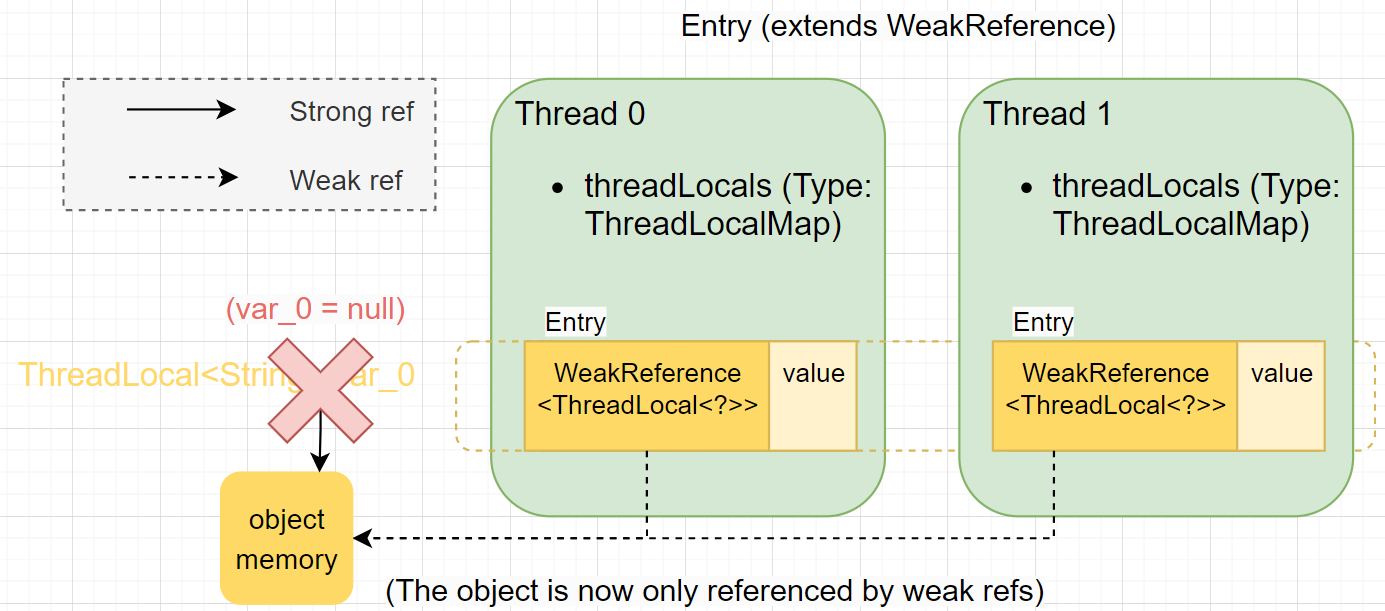 Entry (extends WeakReference)
Strong ref
Weak ref
Thread 0
• threadLocals (Type:
ThreadLocalMap)
Thread 1
• threadLocals (Type:
ThreadLocalMap)
(var_0 = null)
ThreadLocal<String ar_0
Entry
WeakReference
<ThreadLocal<?>>
value
Entry
WeakReference
<ThreadLocal<?>>
value
object
memory
(The object is now only referenced by weak refs)